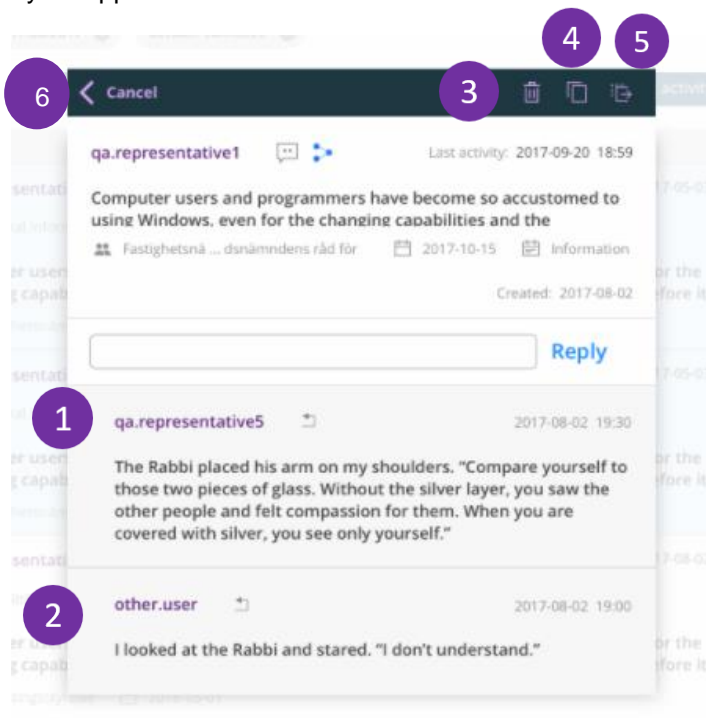 4
5
6
Cancel
3
qa.representative1
Last activity: 2017-09-20 18:59
Computer users and programmers have become so accustomed to
using Windows, even for the changing capabilities and the
Fastighetsnä ... dsnämndens råd för
2017-10-15
Information
Created: 2017-08-02
Reply
1
qa.representative5
2017-08-02 19:30
The Rabbi placed his arm on my shoulders. “Compare yourself to
those two pieces of glass. Without the silver layer, you saw the
other people and felt compassion for them. When you are
covered with silver, you see only yourself.”
2
other.user
2017-08-02 19:00
I looked at the Rabbi and stared. “I don’t understand.”